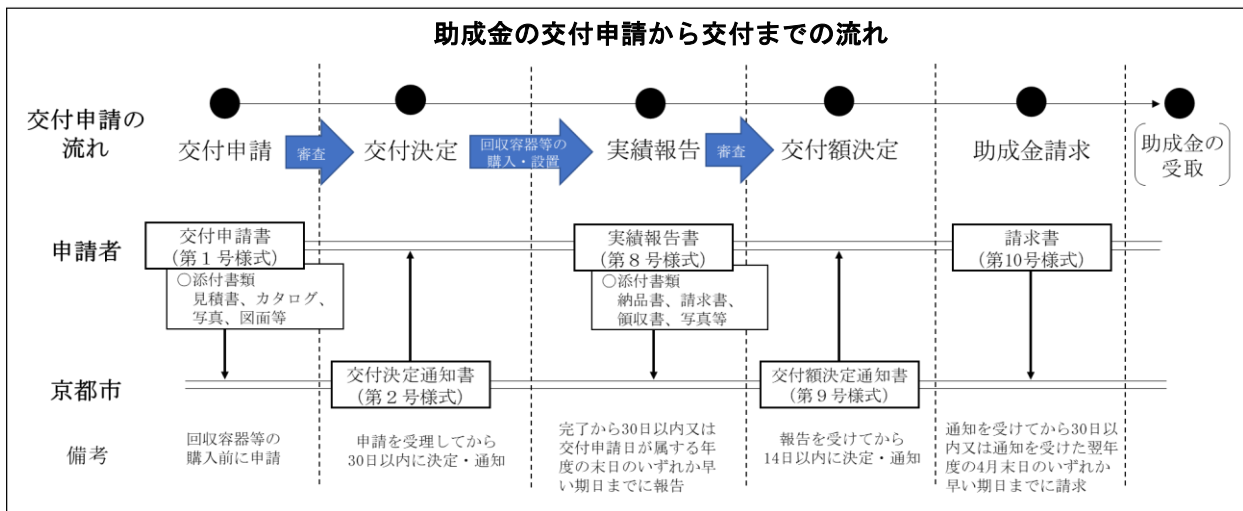 助成金の交付申請から交付までの流れ
交付申請の
流れ
交付申請
審査
交付決定
回収容器等の
購入・設置
実績報告
審査
交付額決定
助成金請求
助成金の
受取
申請者
交付申請書
(第1号様式)
○添付書類
見積書、カタログ、
写真、図面等
実績報告書
(第8号様式)
○添付書類
納品書、請求書、
領収書、写真等
請求書
(第10号様式)
京都市
交付決定通知書
(第2号様式)
交付額決定通知書
(第9号様式)
備考
回収容器等の
購入前に申請
申請を受理してから
30日以内に決定・通知
完了から30日以内又は
交付申請日が属する年
度の末日のいずれか早
い期日までに報告
報告を受けてから
14日以内に決定・通知
通知を受けてから30日以
内又は通知を受けた翌年
度の4月末日のいずれか
早い期日までに請求